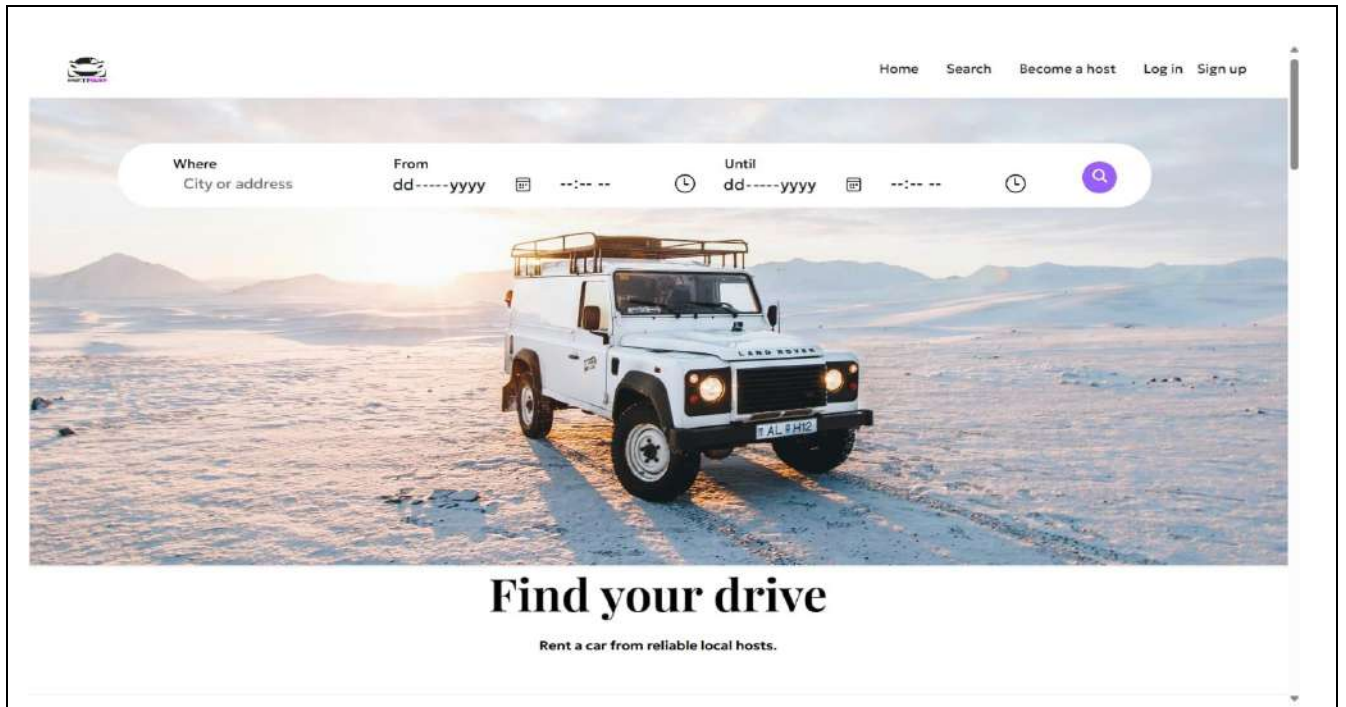 Home Search Become a host Log in Sign up
Where From Until
City or address dd-----yyyy --:-- -- dd-----yyyy --:-- --
LAND ROVER
AL H12
Find your drive
Rent a car from reliable local hosts.